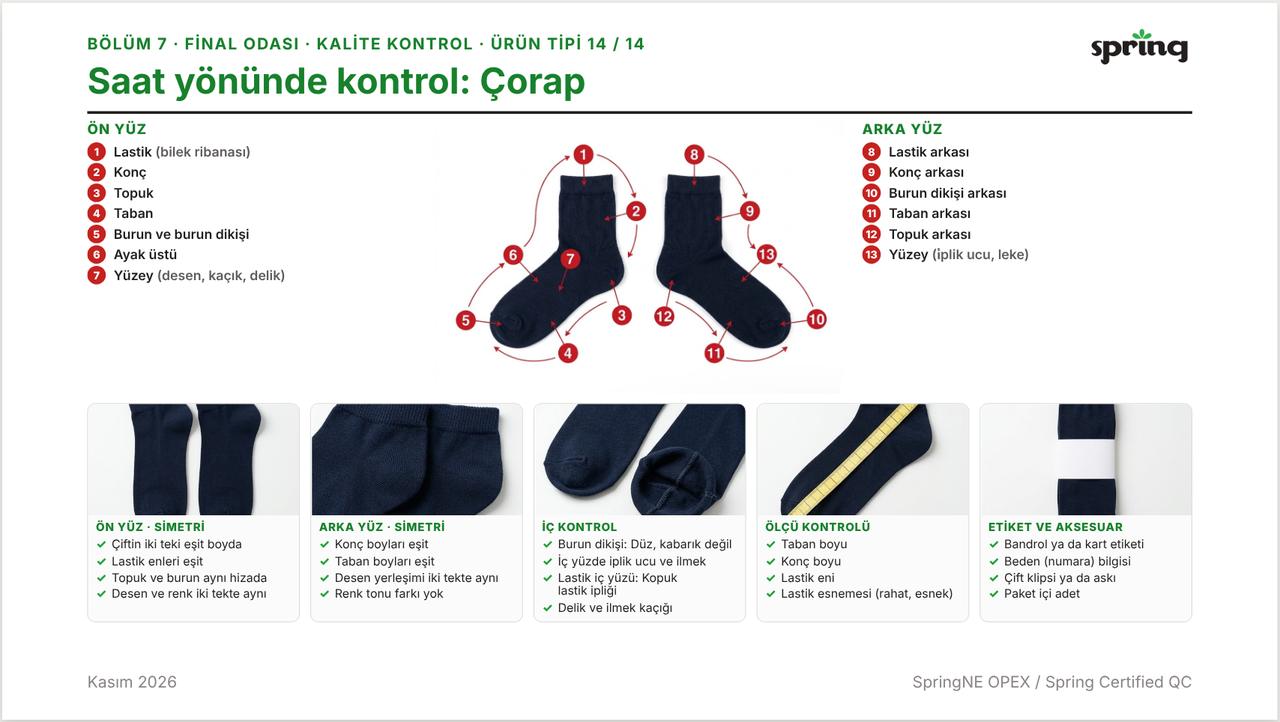 BÖLÜM 7 · FİNAL ODASI · KALİTE KONTROL · ÜRÜN TİPİ 14 / 14
spring
Saat yönünde kontrol: Çorap
ÖN YÜZ
1 Lastik (bilek ribanası)
2 Konç
3 Topuk
4 Taban
5 Burun ve burun dikişi
6 Ayak üstü
7 Yüzey (desen, kaçık, delik)
1
2
3
4
5
6
7
8
9
10
11
12
13
ARKA YÜZ
8 Lastik arkası
9 Konç arkası
10 Burun dikişi arkası
11 Taban arkası
12 Topuk arkası
13 Yüzey (iplik ucu, leke)
ÖN YÜZ · SİMETRİ
✓ Çiftin iki teki eşit boyda
✓ Lastik enleri eşit
✓ Topuk ve burun aynı hizada
✓ Desen ve renk iki tekte aynı
ARKA YÜZ · SİMETRİ
✓ Konç boyları eşit
✓ Taban boyları eşit
✓ Desen yerleşimi iki tekte aynı
✓ Renk tonu farkı yok
İÇ KONTROL
✓ Burun dikişi: Düz, kabarık değil
✓ İç yüzde iplik ucu ve ilmek
✓ Lastik iç yüzü: Kopuk
lastik ipliği
✓ Delik ve ilmek kaçığı
ÖLÇÜ KONTROLÜ
✓ Taban boyu
✓ Konç boyu
✓ Lastik eni
✓ Lastik esnemesi (rahat, esnek)
ETİKET VE AKSESUAR
✓ Bandrol ya da kart etiketi
✓ Beden (numara) bilgisi
✓ Çift klipsi ya da askı
✓ Paket içi adet
Kasım 2026
SpringNE OPEX / Spring Certified QC